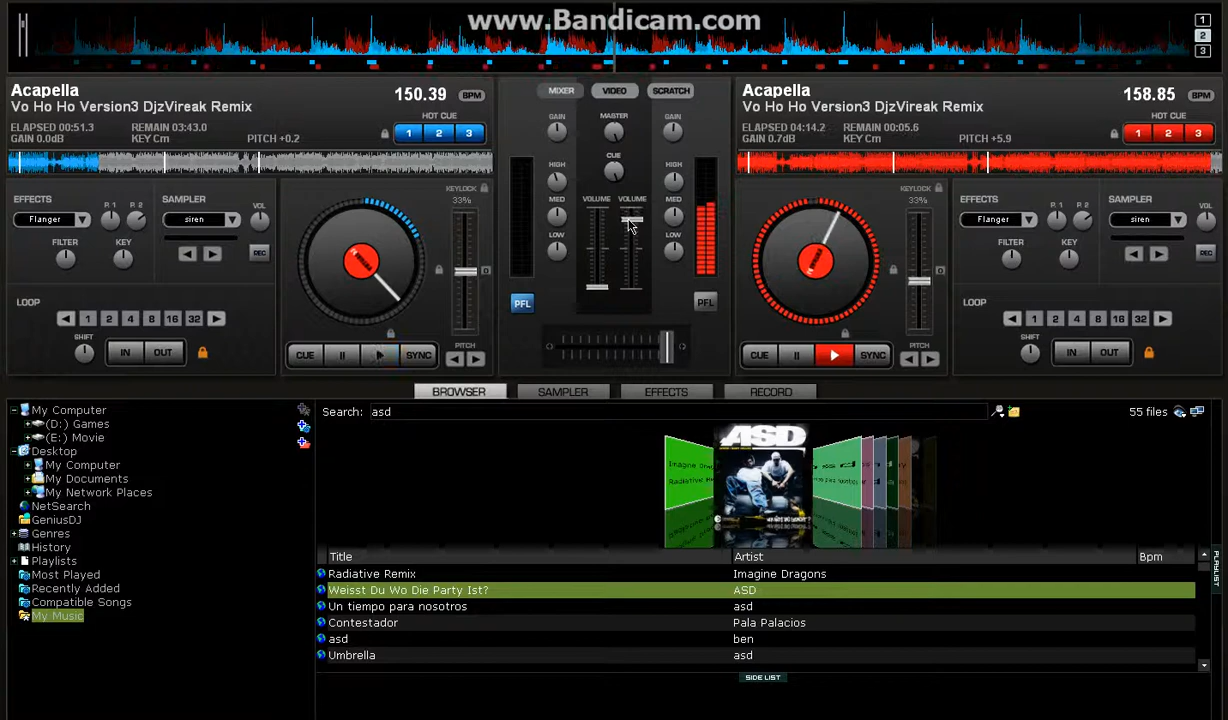 www.Bandicam.com
1
2
3
Acapella
Vo Ho Ho Version3 DjzVireak Remix
150.39 BPM
ELAPSED 00:51.3 REMAIN 03:43.0
GAIN 0.0dB KEY Cm PITCH +0.2
HOT CUE
1 2 3
MIXER VIDEO SCRATCH
GAIN MASTER GAIN
CUE
HIGH HIGH
MED VOLUME VOLUME MED
LOW LOW
PFL PFL
Acapella
Vo Ho Ho Version3 DjzVireak Remix
158.85 BPM
ELAPSED 04:14.2 REMAIN 00:05.6
GAIN 0.7dB KEY Cm PITCH +5.9
HOT CUE
1 2 3
EFFECTS P. 1 P. 2 SAMPLER VOL
Flanger siren
FILTER KEY REC
LOOP
1 2 4 8 16 32
SHIFT IN OUT
KEYLOCK
33%
CUE SYNC PITCH
KEYLOCK
33%
CUE SYNC PITCH
EFFECTS P. 1 P. 2 SAMPLER VOL
Flanger siren
FILTER KEY REC
LOOP
1 2 4 8 16 32
SHIFT IN OUT
BROWSER SAMPLER EFFECTS RECORD
My Computer
(D:) Games
(E:) Movie
Desktop
My Computer
My Documents
My Network Places
NetSearch
GeniusDJ
Genres
History
Playlists
Most Played
Recently Added
Compatible Songs
My Music
Search: asd 55 files
ASD
Imagine Dra
Radiative Re
Title Artist Bpm
Radiative Remix Imagine Dragons
Weisst Du Wo Die Party Ist? ASD
Un tiempo para nosotros asd
Contestador Pala Palacios
asd ben
Umbrella asd
SIDE LIST
PLAYLIST